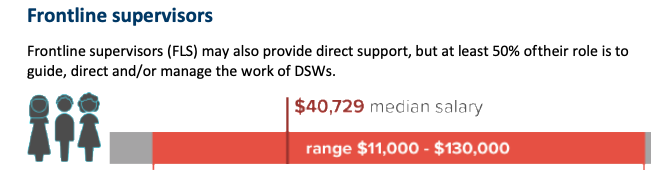 Frontline supervisors
Frontline supervisors (FLS) may also provide direct support, but at least 50% oftheir role is to
guide, direct and/or manage the work of DSWs.
$40,729 median salary
range $11,000 - $130,000